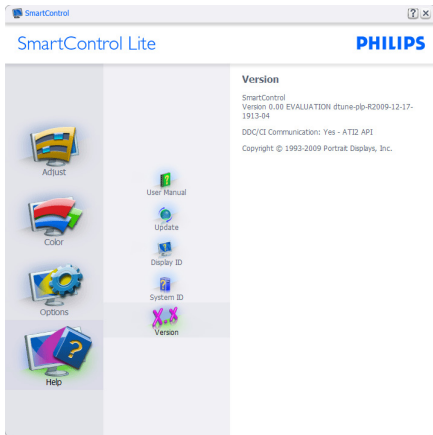 SmartControl
SmartControl Lite
PHILIPS
Adjust
Color
Options
Help
User Manual
Update
Display ID
System ID
Version
Version
SmartControl
Version 0.00 EVALUATION dtune-plp-R2009-12-17-
1913-04
DDC/CI Communication: Yes - ATI2 API
Copyright © 1993-2009 Portrait Displays, Inc.